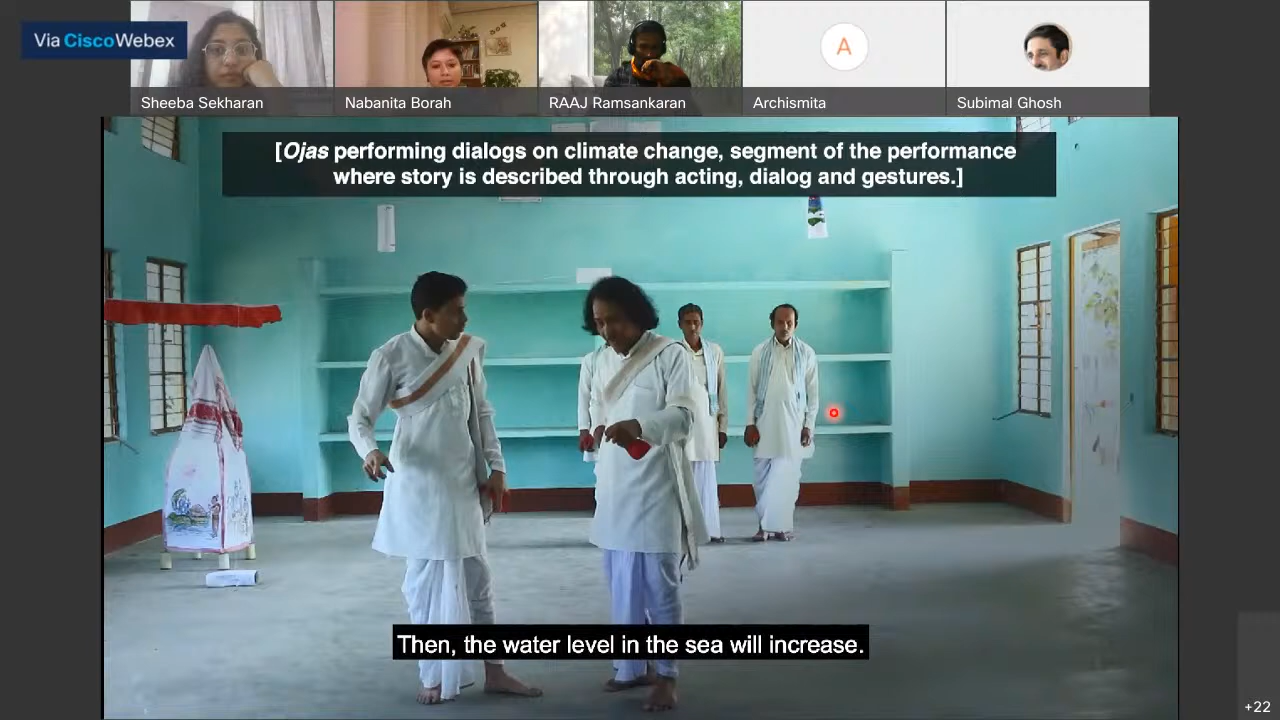 Via Cisco Webex
Sheeba Sekharan
Nabanita Borah
RAAJ Ramsankaran
A
Archismita
Subimal Ghosh
[Ojas performing dialogs on climate change, segment of the performance
where story is described through acting, dialog and gestures.]
Then, the water level in the sea will increase.
+22